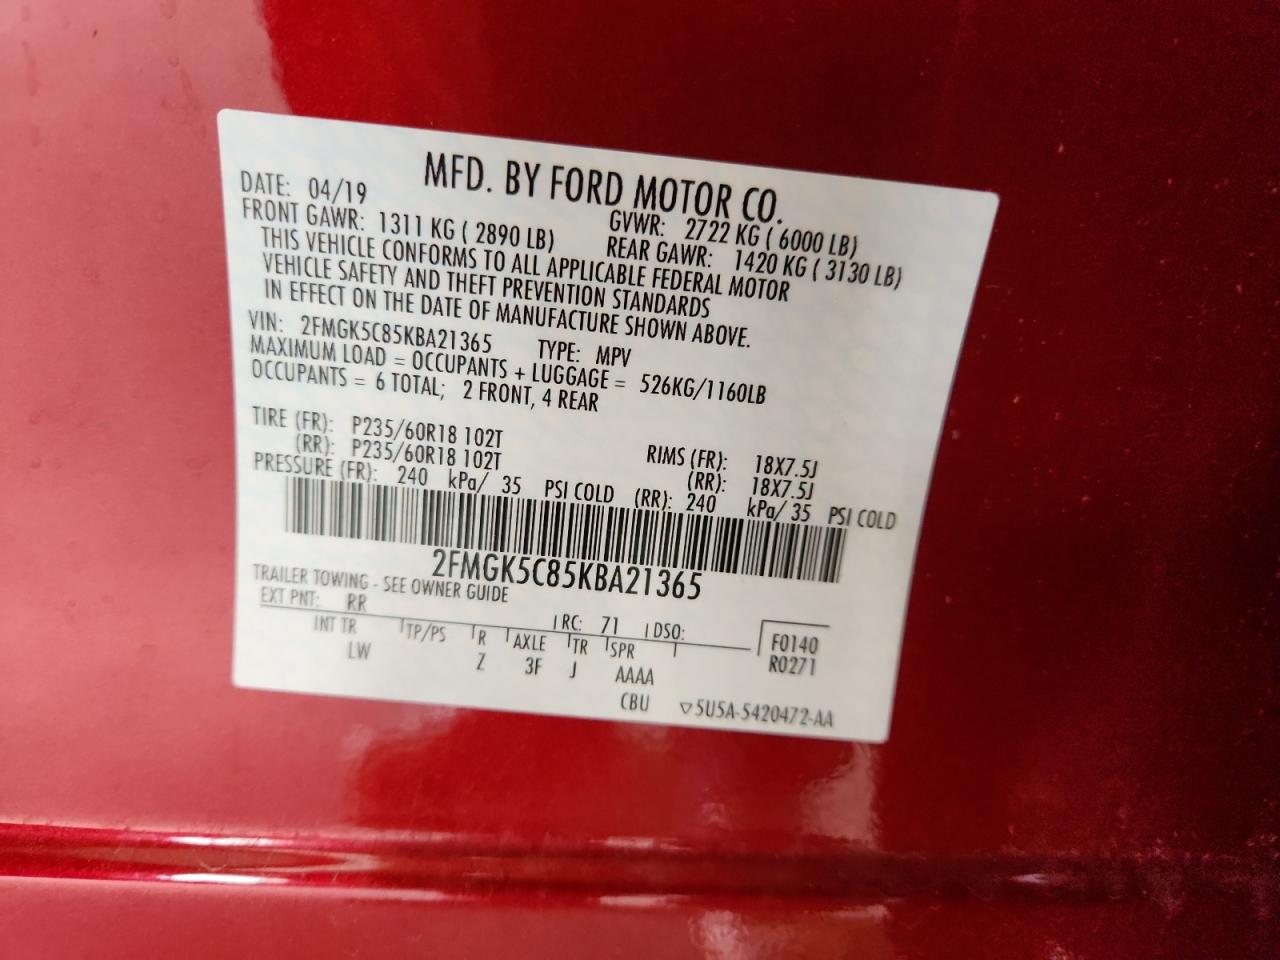 MFD. BY FORD MOTOR CO.
DATE: 04/19 GVWR: 2722 KG ( 6000 LB)
FRONT GAWR: 1311 KG ( 2890 LB) REAR GAWR: 1420 KG ( 3130 LB)
THIS VEHICLE CONFORMS TO ALL APPLICABLE FEDERAL MOTOR
VEHICLE SAFETY AND THEFT PREVENTION STANDARDS
IN EFFECT ON THE DATE OF MANUFACTURE SHOWN ABOVE.
VIN: 2FMGK5C85KBA21365 TYPE: MPV
MAXIMUM LOAD = OCCUPANTS + LUGGAGE = 526KG/1160LB
OCCUPANTS = 6 TOTAL; 2 FRONT, 4 REAR
TIRE (FR): P235/60R18 102T RIMS (FR): 18X7.5J
(RR): P235/60R18 102T (RR): 18X7.5J
PRESSURE (FR): 240 kPa/ 35 PSI COLD (RR): 240 kPa/ 35 PSI COLD
2FMGK5C85KBA21365
TRAILER TOWING - SEE OWNER GUIDE
EXT PNT: RR RC: 71 DSO:
INT TR TP/PS R AXLE TR SPR F0140
LW Z 3F J AAAA R0271
CBU ▽5U5A-5420472-AA